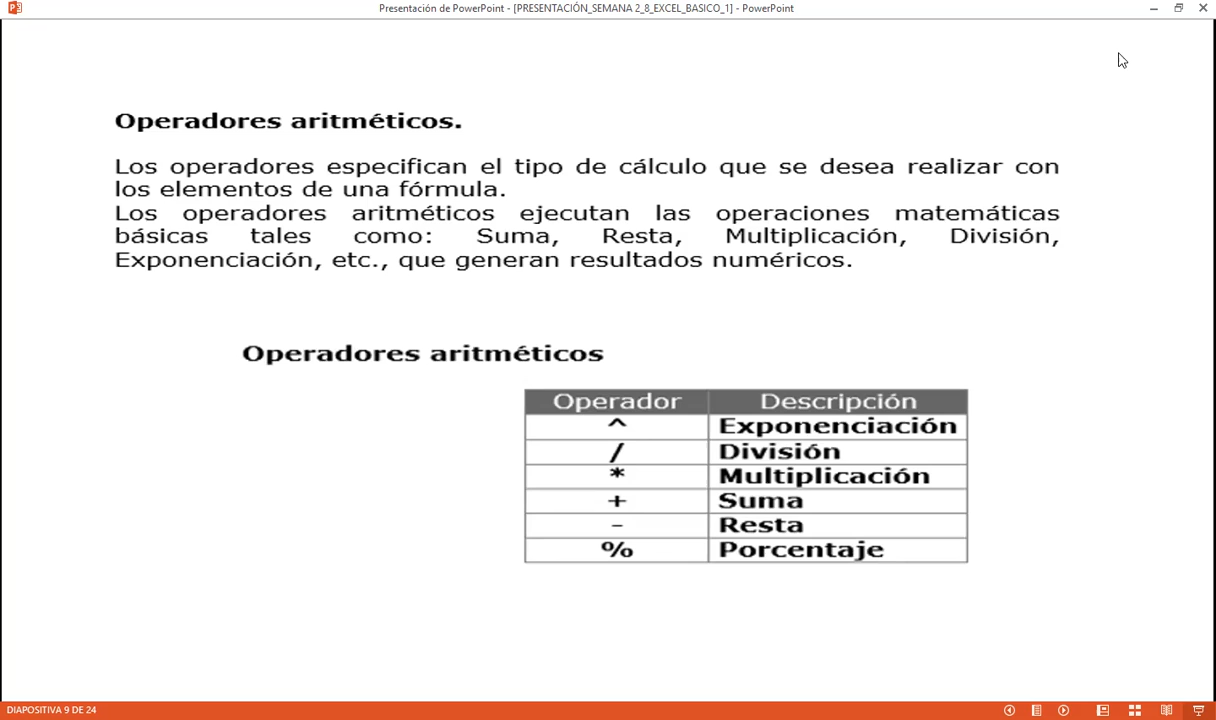 Presentación de PowerPoint - [PRESENTACIÓN_SEMANA 2_8_EXCEL_BASICO_1] - PowerPoint
Operadores aritméticos.
Los operadores especifican el tipo de cálculo que se desea realizar con
los elementos de una fórmula.
Los operadores aritméticos ejecutan las operaciones matemáticas
básicas tales como: Suma, Resta, Multiplicación, División,
Exponenciación, etc., que generan resultados numéricos.
Operadores aritméticos
Operador Descripción
^ Exponenciación
/ División
* Multiplicación
+ Suma
- Resta
% Porcentaje
DIAPOSITIVA 9 DE 24